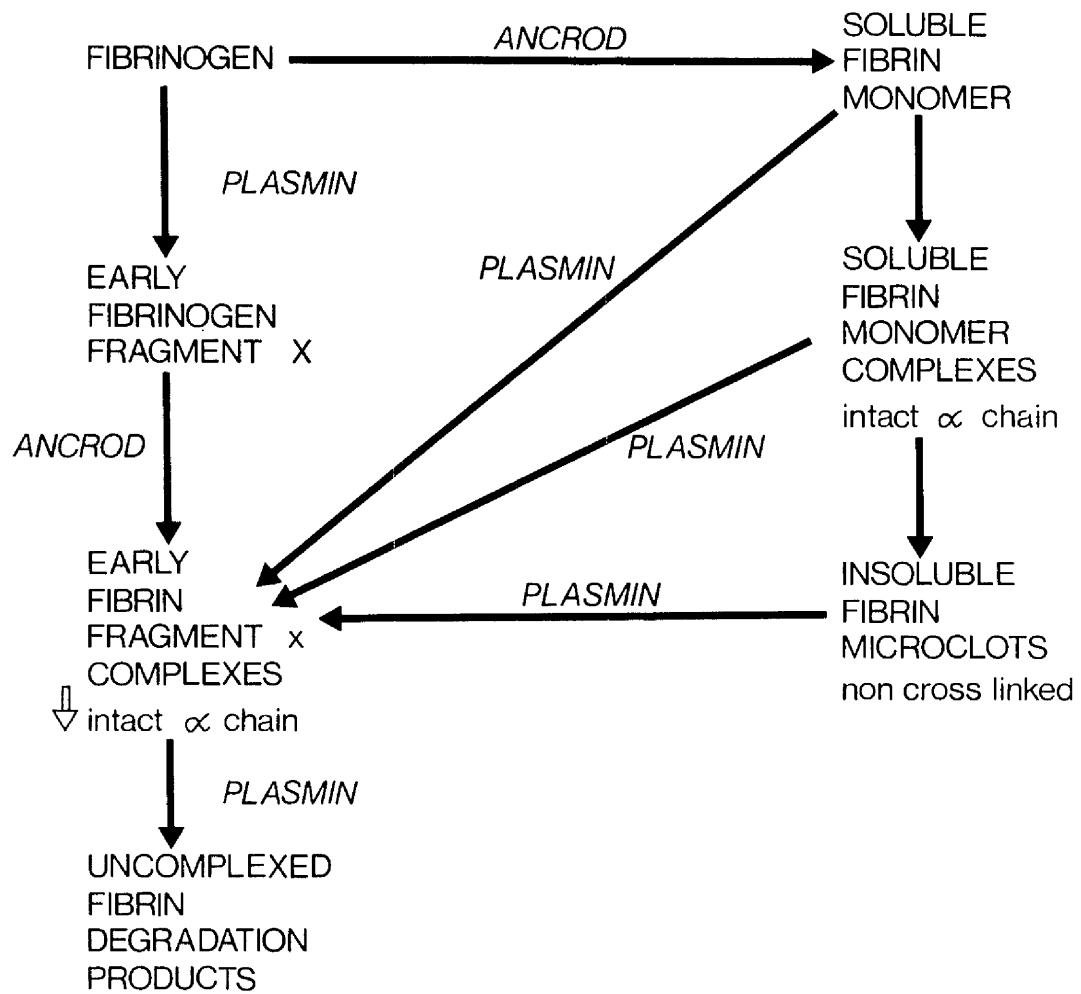 FIBRINOGEN
ANCROD
SOLUBLE
FIBRIN
MONOMER
PLASMIN
EARLY
FIBRINOGEN
FRAGMENT X
PLASMIN
SOLUBLE
FIBRIN
MONOMER
COMPLEXES
intact ∝ chain
ANCROD
PLASMIN
EARLY
FIBRIN
FRAGMENT x
COMPLEXES
intact ∝ chain
PLASMIN
INSOLUBLE
FIBRIN
MICROCLOTS
non cross linked
PLASMIN
UNCOMPLEXED
FIBRIN
DEGRADATION
PRODUCTS